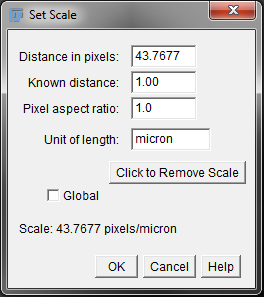 Set Scale
Distance in pixels: 43.7677
Known distance: 1.00
Pixel aspect ratio: 1.0
Unit of length: micron
Click to Remove Scale
Global
Scale: 43.7677 pixels/micron
OK Cancel Help